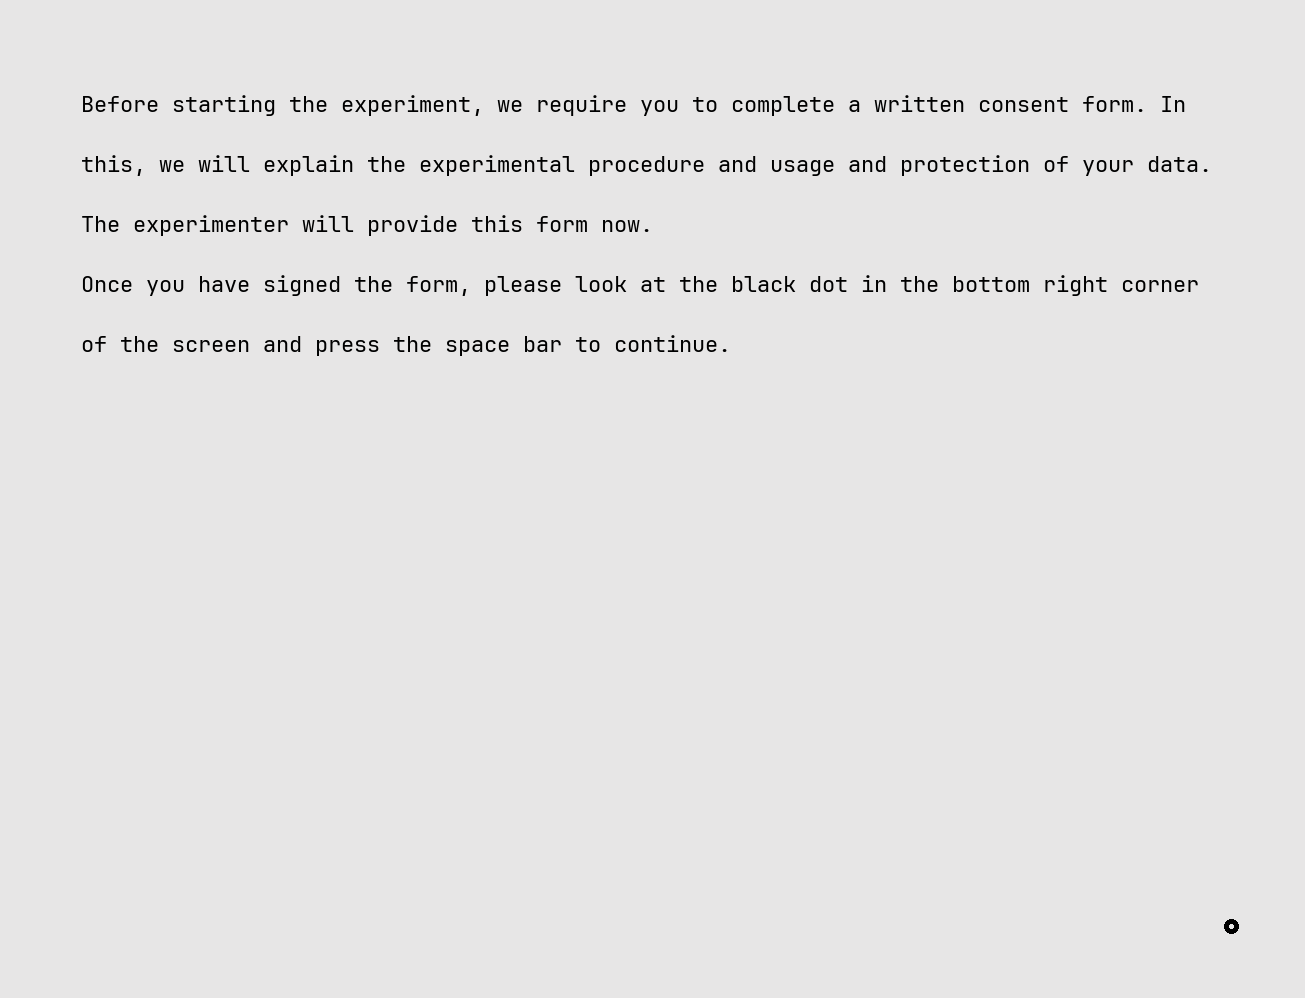 Before starting the experiment, we require you to complete a written consent form. In
this, we will explain the experimental procedure and usage and protection of your data.
The experimenter will provide this form now.
Once you have signed the form, please look at the black dot in the bottom right corner
of the screen and press the space bar to continue.